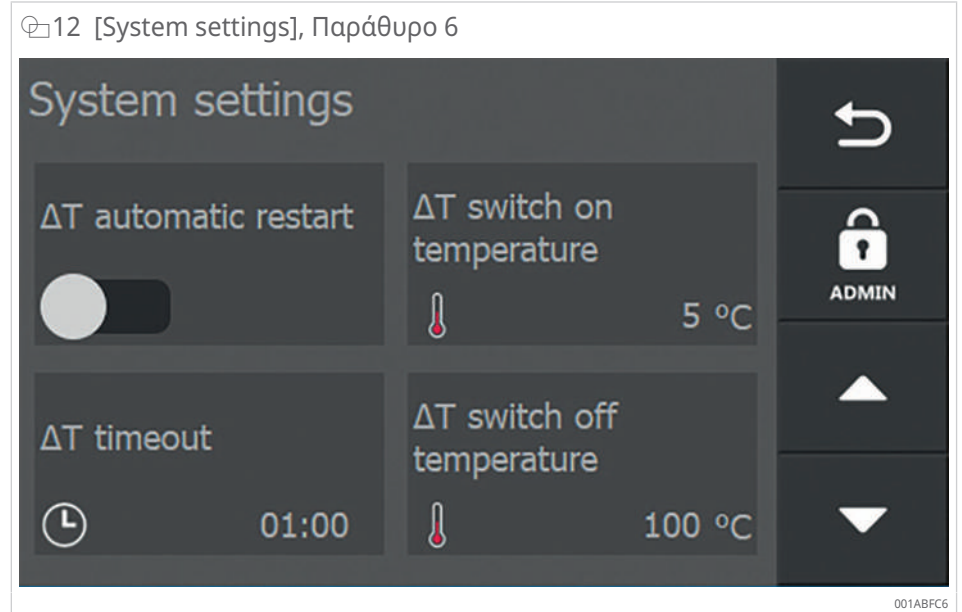 12 [System settings], Παράθυρο 6
System settings
ΔT automatic restart
ΔT switch on
temperature
5 °C
ADMIN
ΔT timeout
01:00
ΔT switch off
temperature
100 °C
001ABFC6